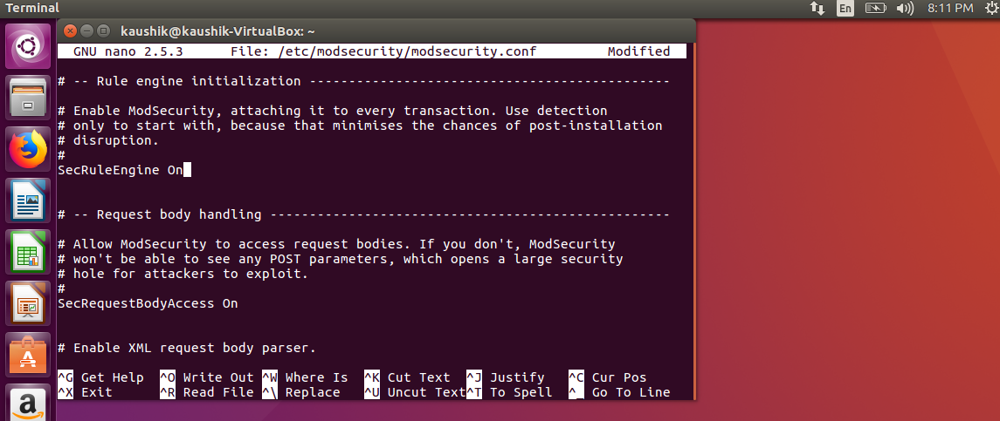 Terminal
En
8:11 PM
kaushik@kaushik-VirtualBox: ~
GNU nano 2.5.3 File: /etc/modsecurity/modsecurity.conf Modified
# -- Rule engine initialization ----------------------------------------------
# Enable ModSecurity, attaching it to every transaction. Use detection
# only to start with, because that minimises the chances of post-installation
# disruption.
#
SecRuleEngine On
# -- Request body handling ---------------------------------------------------
# Allow ModSecurity to access request bodies. If you don't, ModSecurity
# won't be able to see any POST parameters, which opens a large security
# hole for attackers to exploit.
#
SecRequestBodyAccess On
# Enable XML request body parser.
^G Get Help ^O Write Out ^W Where Is ^K Cut Text ^J Justify ^C Cur Pos
^X Exit ^R Read File ^\ Replace ^U Uncut Text ^T To Spell ^_ Go To Line